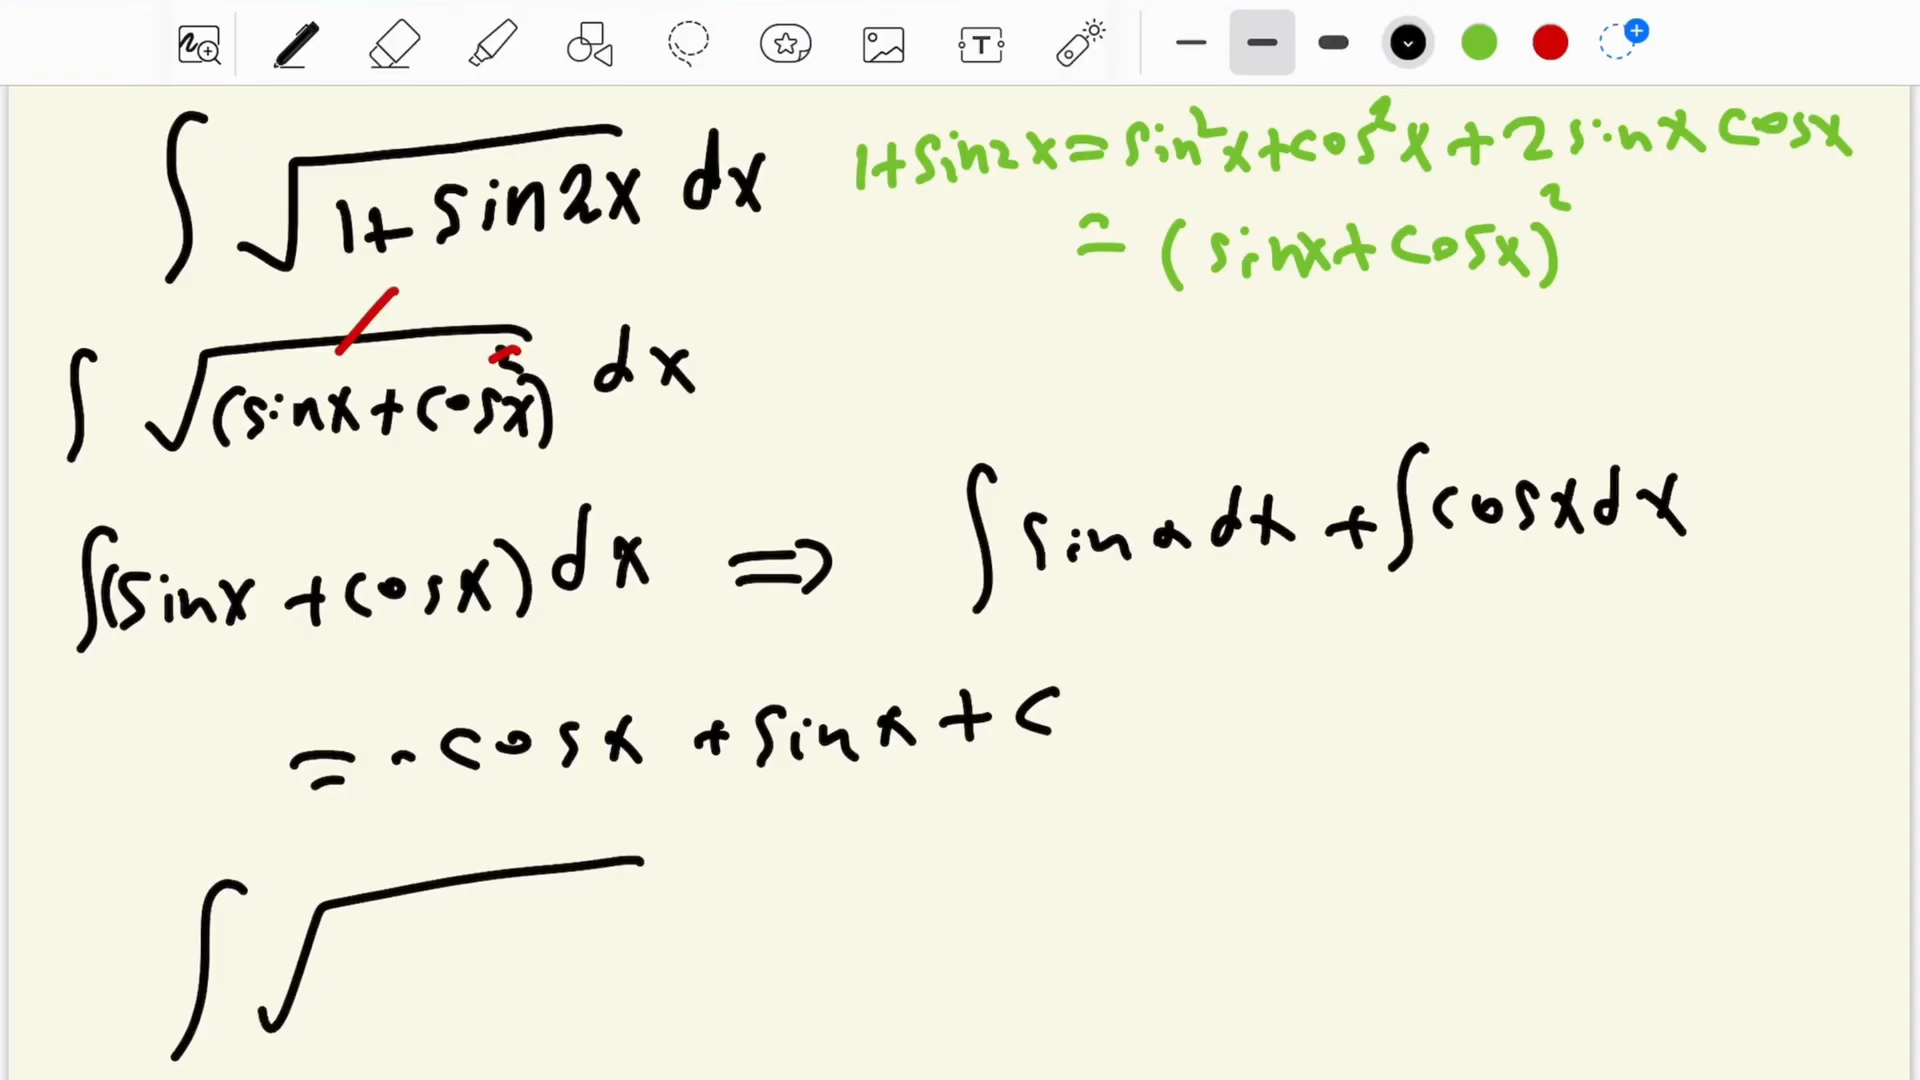 ∫ √(1+ sin2x) dx
1+sin2x = sin²x+cos²x + 2 sinx cosx
= (sinx+cosx)²
∫ √(sinx+cosx)² dx
∫(sinx + cosx) dx ⇒ ∫ sin x dx + ∫ cosx dx
= -cosx + sinx + c
∫ √
T